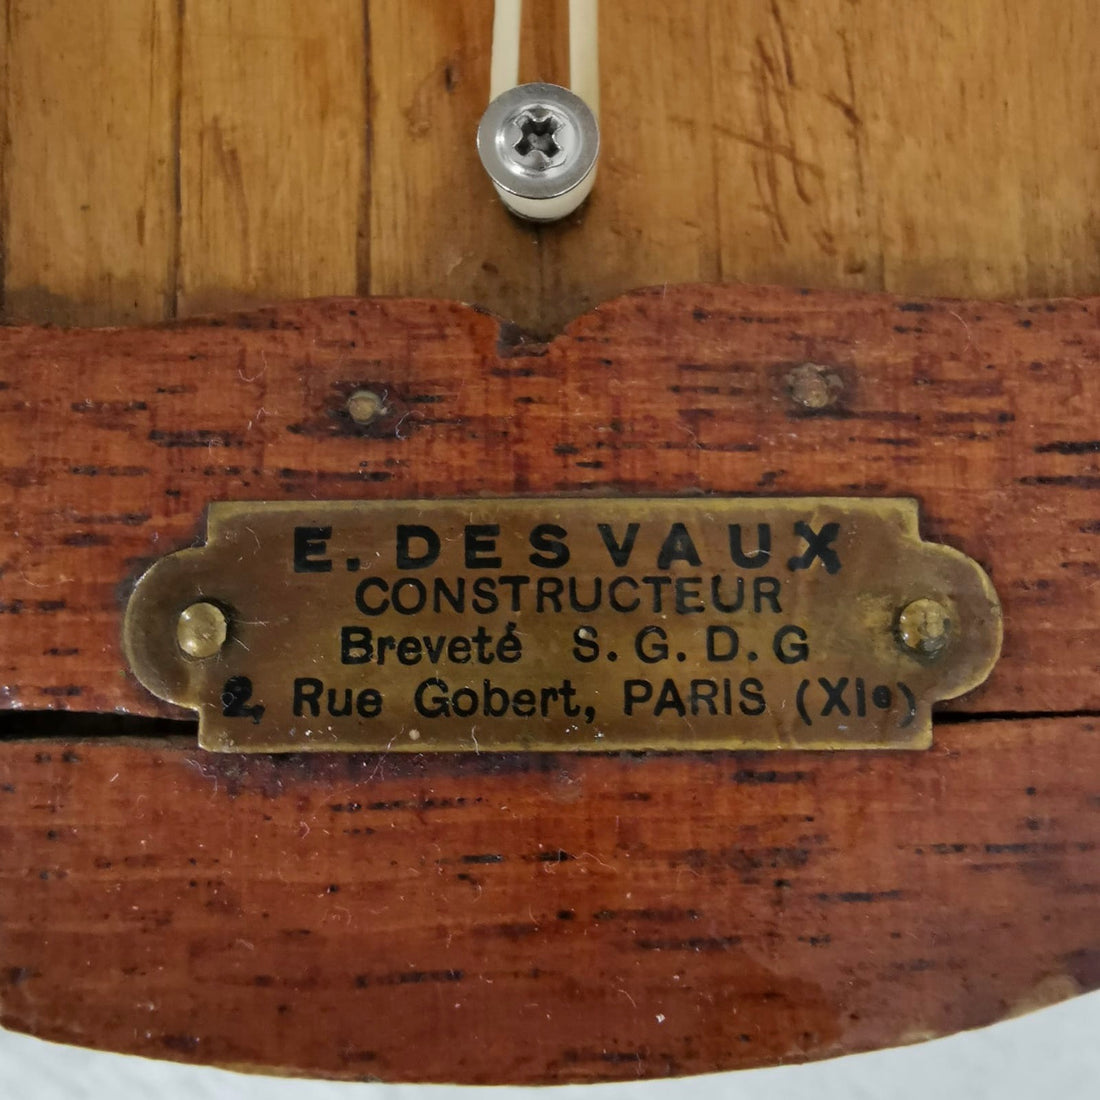 E. DESVAUX
CONSTRUCTEUR
Breveté S.G.D.G
2, Rue Gobert, PARIS (XIe)